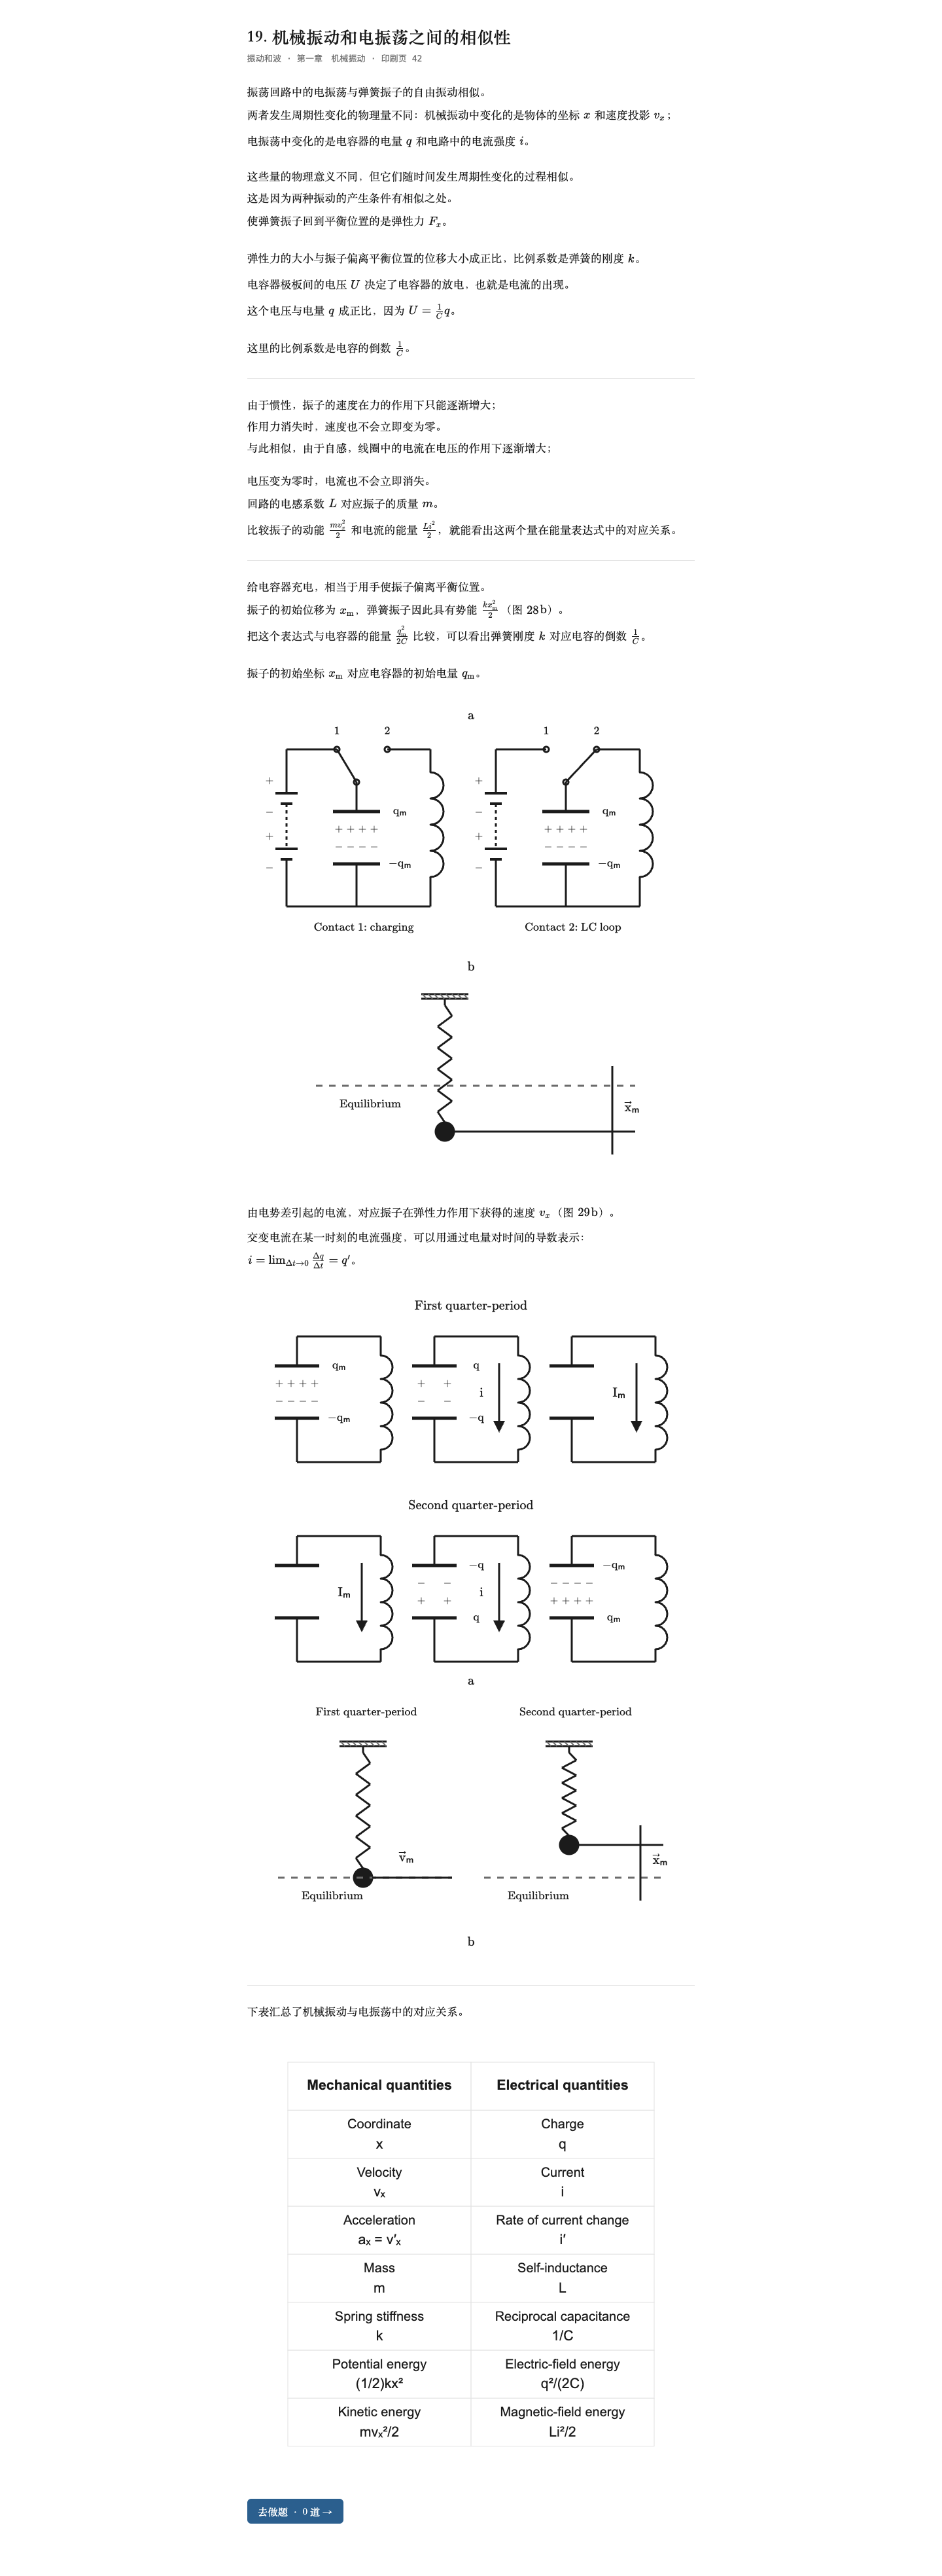 19. 机械振动和电振荡之间的相似性
振动和波 · 第一章 机械振动 · 印刷页 42
振荡回路中的电振荡与弹簧振子的自由振动相似。
两者发生周期性变化的物理量不同：机械振动中变化的是物体的坐标 x 和速度投影 vₓ；
电振荡中变化的是电容器的电量 q 和电路中的电流强度 i。
这些量的物理意义不同，但它们随时间发生周期性变化的过程相似。
这是因为两种振动的产生条件有相似之处。
使弹簧振子回到平衡位置的是弹性力 Fₓ。
弹性力的大小与振子偏离平衡位置的位移大小成正比，比例系数是弹簧的刚度 k。
电容器极板间的电压 U 决定了电容器的放电，也就是电流的出现。
这个电压与电量 q 成正比，因为 U = 1/C q。
这里的比例系数是电容的倒数 1/C。
由于惯性，振子的速度在力的作用下只能逐渐增大；
作用力消失时，速度也不会立即变为零。
与此相似，由于自感，线圈中的电流在电压的作用下逐渐增大；
电压变为零时，电流也不会立即消失。
回路的电感系数 L 对应振子的质量 m。
比较振子的动能 mvₓ²/2 和电流的能量 Li²/2，就能看出这两个量在能量表达式中的对应关系。
给电容器充电，相当于用手使振子偏离平衡位置。
振子的初始位移为 xₘ，弹簧振子因此具有势能 kxₘ²/2（图 28b）。
把这个表达式与电容器的能量 qₘ²/2C 比较，可以看出弹簧刚度 k 对应电容的倒数 1/C。
振子的初始坐标 xₘ 对应电容器的初始电量 qₘ。
a
1 2 1 2
+ +
− qₘ − qₘ
+ + + + + + + +
+ − − − − + − − − −
− −qₘ − −qₘ
Contact 1: charging Contact 2: LC loop
b
Equilibrium
x⃗ₘ
由电势差引起的电流，对应振子在弹性力作用下获得的速度 vₓ（图 29b）。
交变电流在某一时刻的电流强度，可以用通过电量对时间的导数表示：
i = lim Δt→0 Δq/Δt = q′。
First quarter-period
qₘ q
+ + + + + + i Iₘ
− − − − − −
−qₘ −q
Second quarter-period
−q −qₘ
Iₘ − − i − − − −
+ + + + + +
q qₘ
a
First quarter-period Second quarter-period
v⃗ₘ x⃗ₘ
Equilibrium Equilibrium
b
下表汇总了机械振动与电振荡中的对应关系。
Mechanical quantities Electrical quantities
Coordinate Charge
x q
Velocity Current
vₓ i
Acceleration Rate of current change
aₓ = v′ₓ i′
Mass Self-inductance
m L
Spring stiffness Reciprocal capacitance
k 1/C
Potential energy Electric-field energy
(1/2)kx² q²/(2C)
Kinetic energy Magnetic-field energy
mvₓ²/2 Li²/2
去做题 · 0 道 →